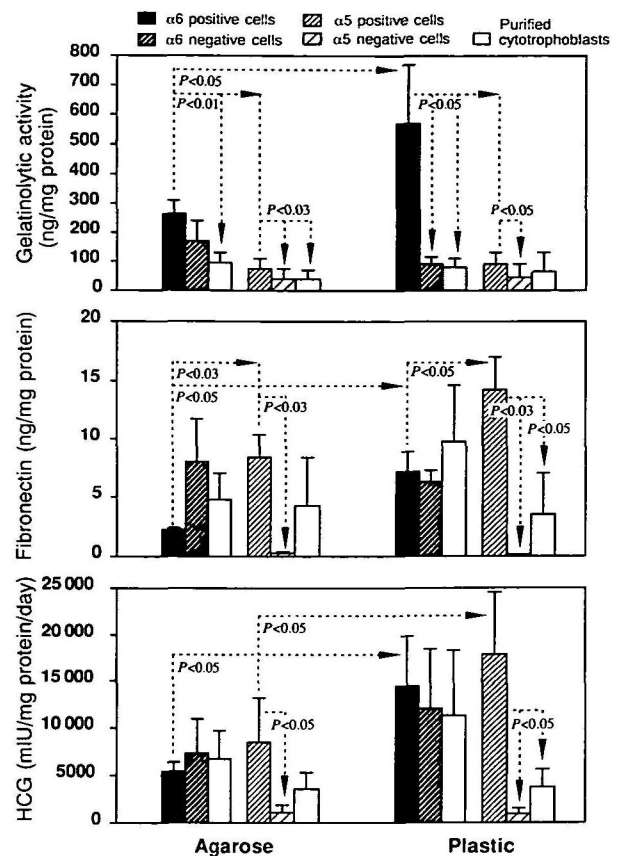 α6 positive cells
α5 positive cells
Purified
α6 negative cells
α5 negative cells
cytotrophoblasts
Gelatinolytic activity
(ng/mg protein)
800
700
600
500
400
300
200
100
0
P<0.05
P<0.01
P<0.03
P<0.05
P<0.05
Fibronectin (ng/mg protein)
20
15
10
5
0
P<0.03
P<0.05
P<0.03
P<0.05
P<0.03
P<0.05
HCG (mIU/mg protein/day)
25 000
20 000
15 000
10 000
5000
0
P<0.05
P<0.05
P<0.05
P<0.05
Agarose
Plastic